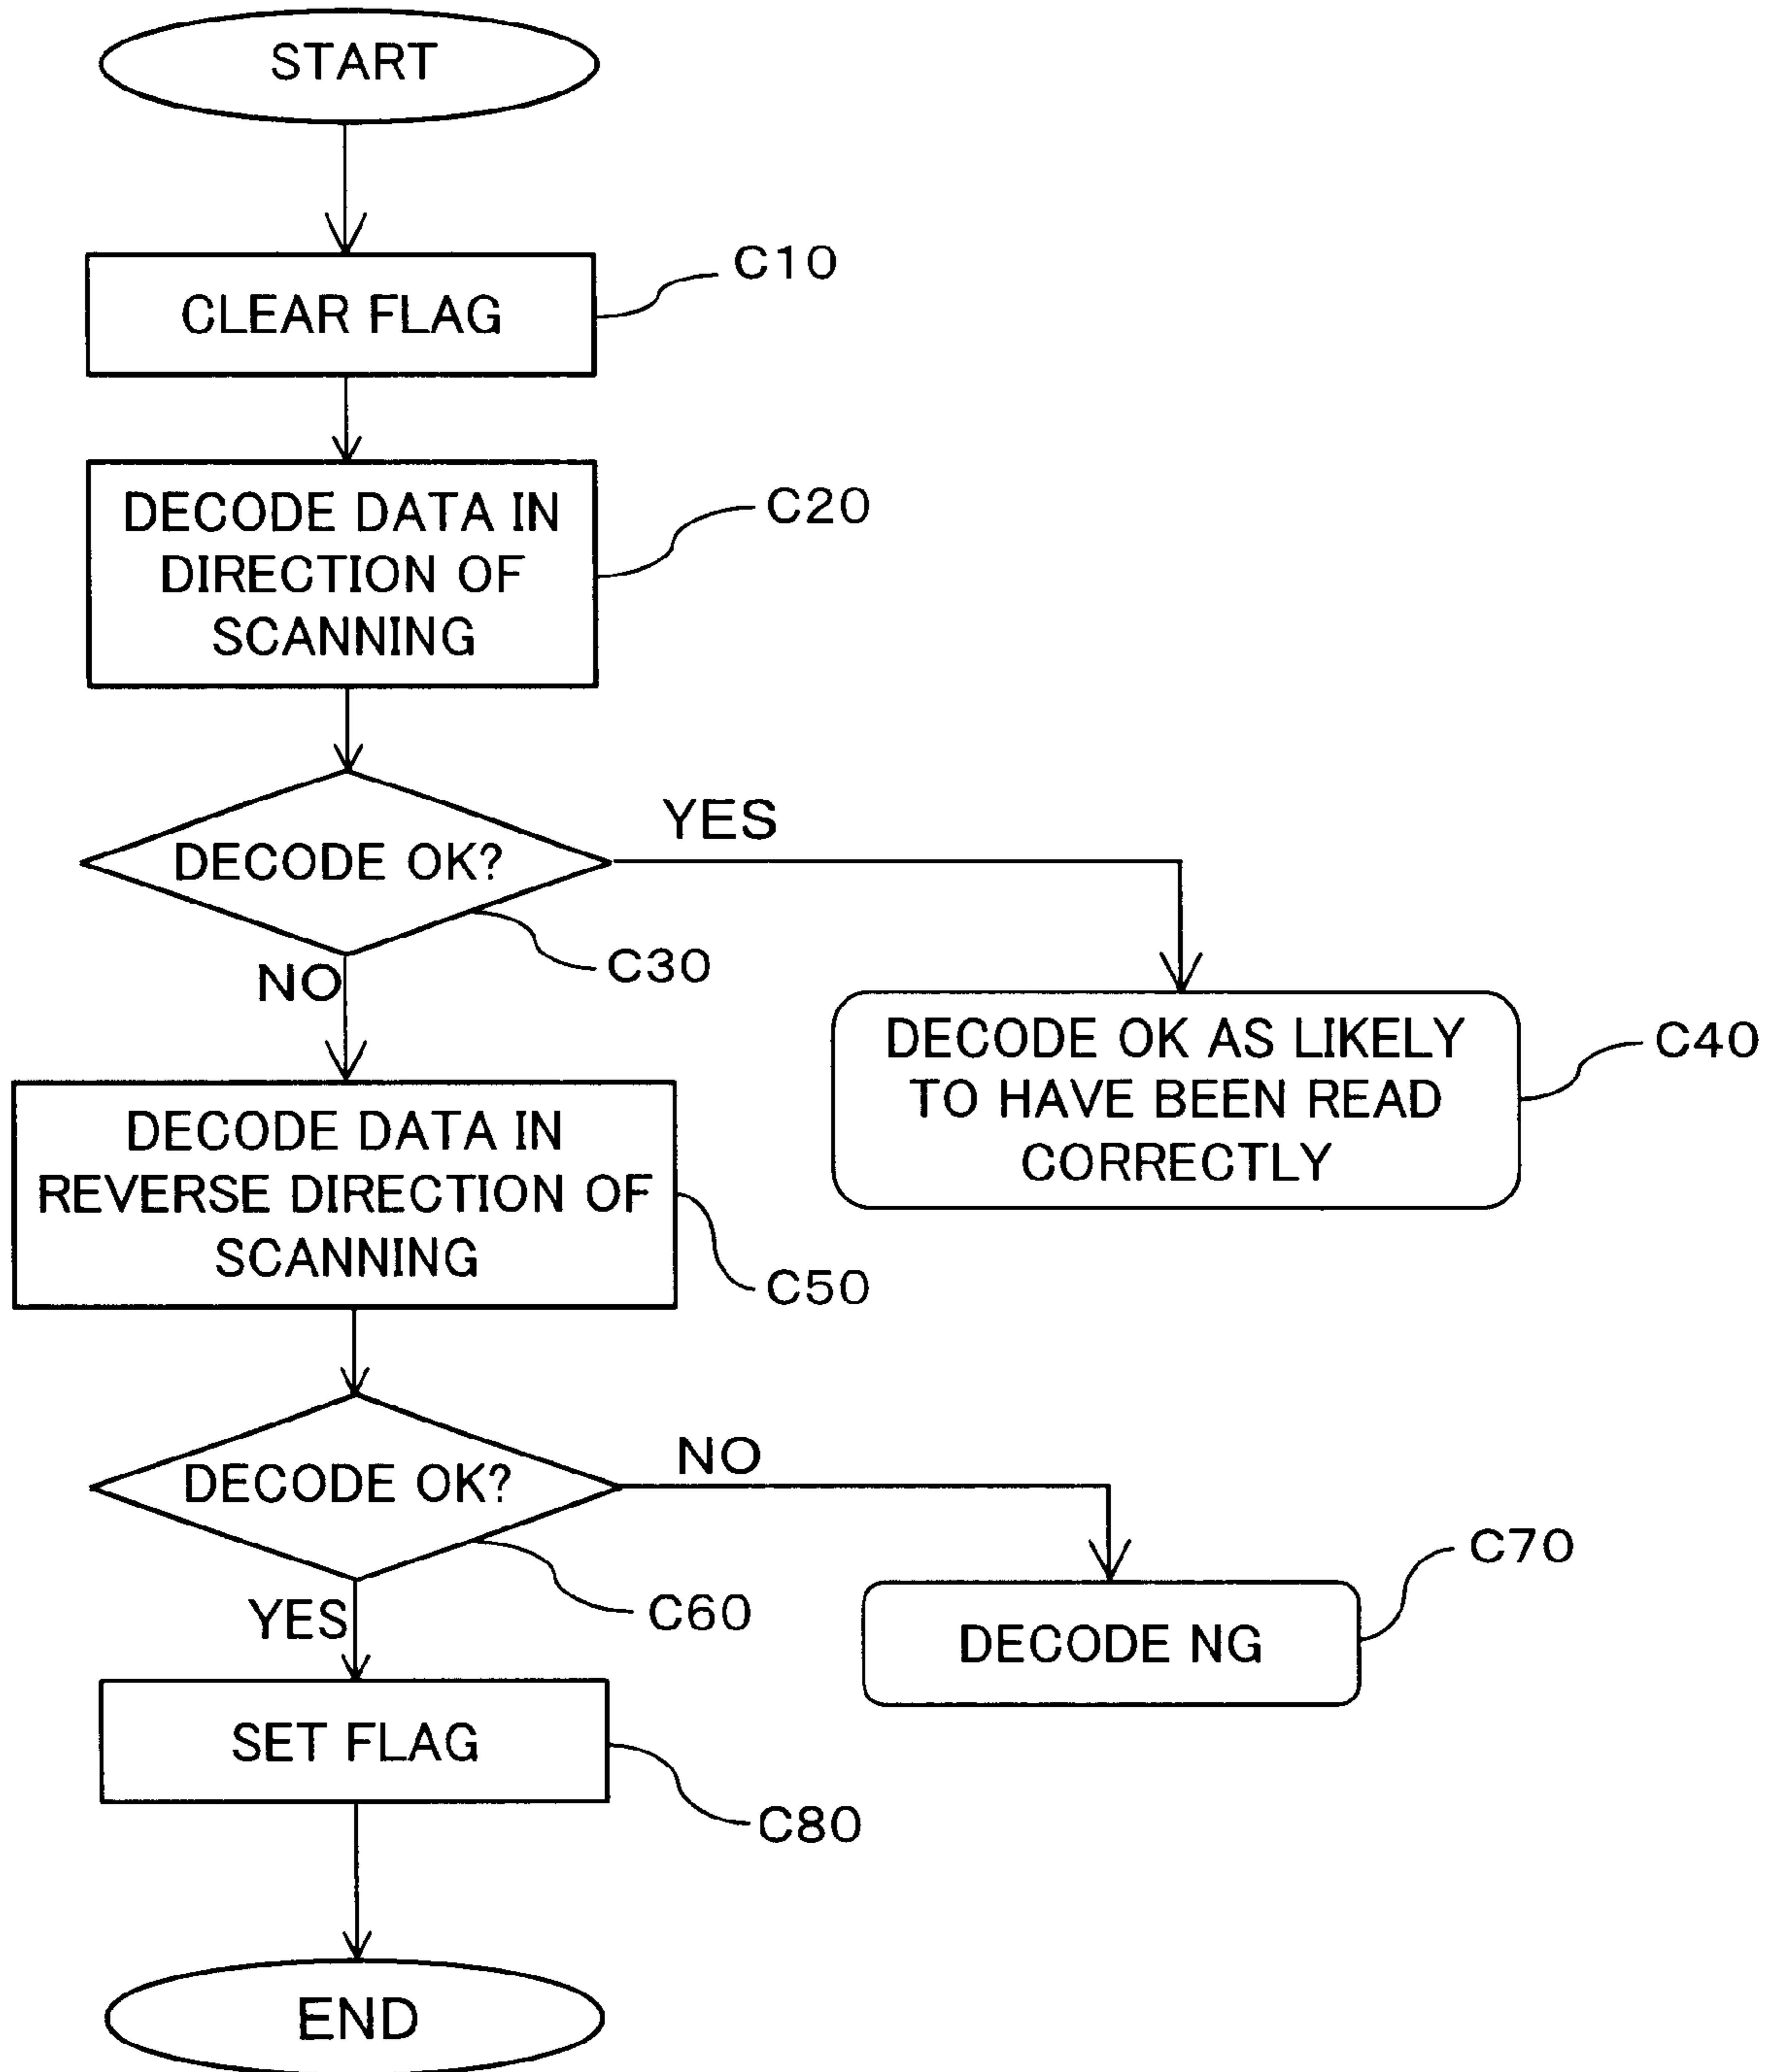 START
CLEAR FLAG
C10
DECODE DATA IN
DIRECTION OF
SCANNING
C20
DECODE OK?
YES
C30
NO
DECODE OK AS LIKELY
TO HAVE BEEN READ
CORRECTLY
C40
DECODE DATA IN
REVERSE DIRECTION OF
SCANNING
C50
DECODE OK?
NO
C60
YES
DECODE NG
C70
SET FLAG
C80
END